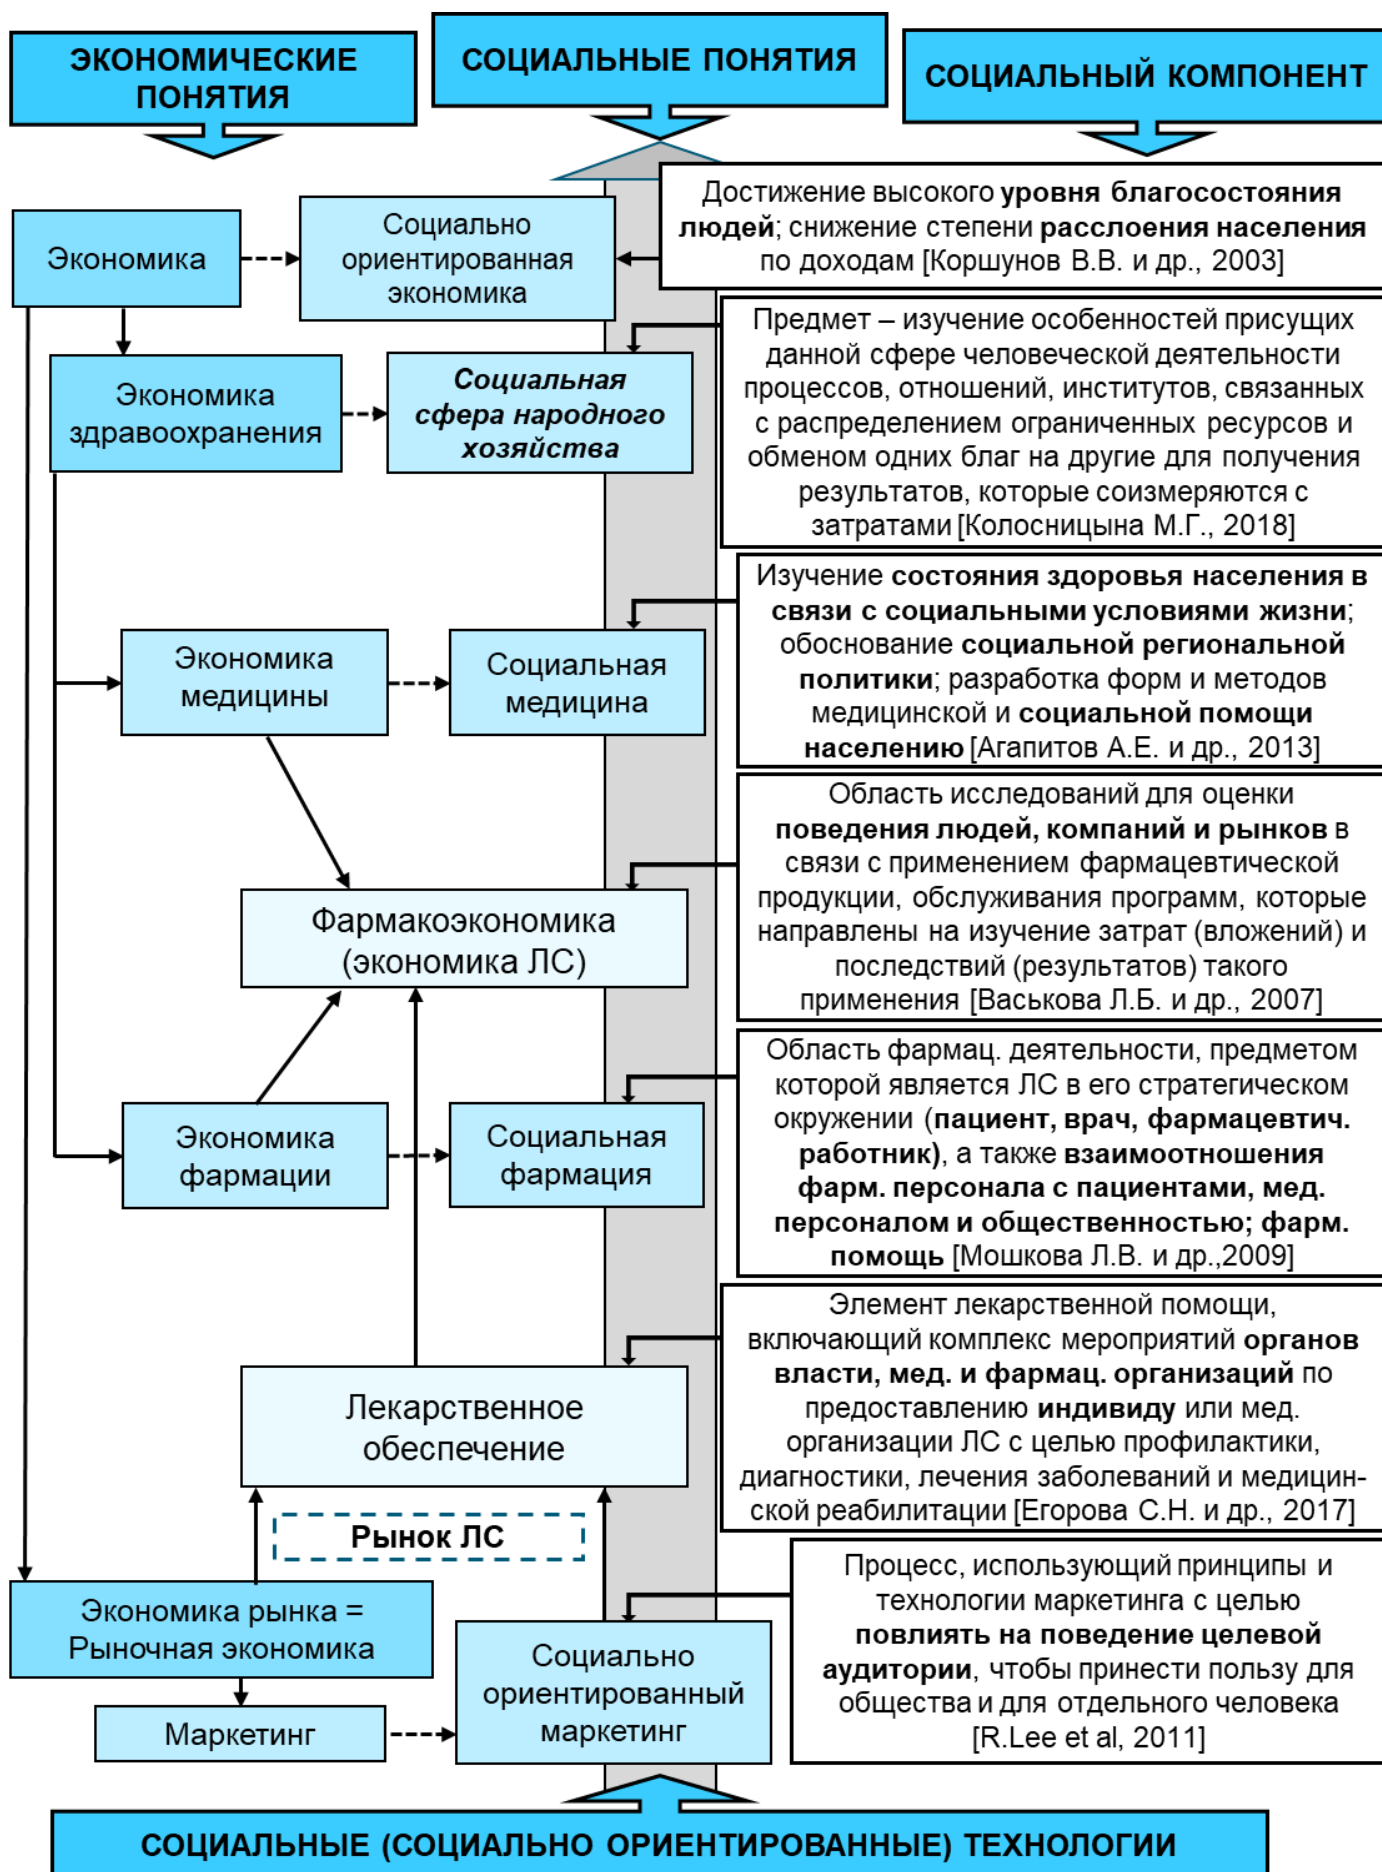 ЭКОНОМИЧЕСКИЕ
ПОНЯТИЯ
СОЦИАЛЬНЫЕ ПОНЯТИЯ
СОЦИАЛЬНЫЙ КОМПОНЕНТ
Экономика
Социально
ориентированная
экономика
Достижение высокого уровня благосостояния
людей; снижение степени расслоения населения
по доходам [Коршунов В.В. и др., 2003]
Экономика
здравоохранения
Социальная
сфера народного
хозяйства
Предмет – изучение особенностей присущих
данной сфере человеческой деятельности
процессов, отношений, институтов, связанных
с распределением ограниченных ресурсов и
обменом одних благ на другие для получения
результатов, которые соизмеряются с
затратами [Колосницына М.Г., 2018]
Экономика
медицины
Социальная
медицина
Изучение состояния здоровья населения в
связи с социальными условиями жизни;
обоснование социальной региональной
политики; разработка форм и методов
медицинской и социальной помощи
населению [Агапитов А.Е. и др., 2013]
Фармакоэкономика
(экономика ЛС)
Область исследований для оценки
поведения людей, компаний и рынков в
связи с применением фармацевтической
продукции, обслуживания программ, которые
направлены на изучение затрат (вложений) и
последствий (результатов) такого
применения [Васькова Л.Б. и др., 2007]
Экономика
фармации
Социальная
фармация
Область фармац. деятельности, предметом
которой является ЛС в его стратегическом
окружении (пациент, врач, фармацевтич.
работник), а также взаимоотношения
фарм. персонала с пациентами, мед.
персоналом и общественностью; фарм.
помощь [Мошкова Л.В. и др.,2009]
Лекарственное
обеспечение
Элемент лекарственной помощи,
включающий комплекс мероприятий органов
власти, мед. и фармац. организаций по
предоставлению индивиду или мед.
организации ЛС с целью профилактики,
диагностики, лечения заболеваний и медицин-
ской реабилитации [Егорова С.Н. и др., 2017]
Рынок ЛС
Экономика рынка =
Рыночная экономика
Маркетинг
Социально
ориентированный
маркетинг
Процесс, использующий принципы и
технологии маркетинга с целью
повлиять на поведение целевой
аудитории, чтобы принести пользу для
общества и для отдельного человека
[R.Lee et al, 2011]
СОЦИАЛЬНЫЕ (СОЦИАЛЬНО ОРИЕНТИРОВАННЫЕ) ТЕХНОЛОГИИ